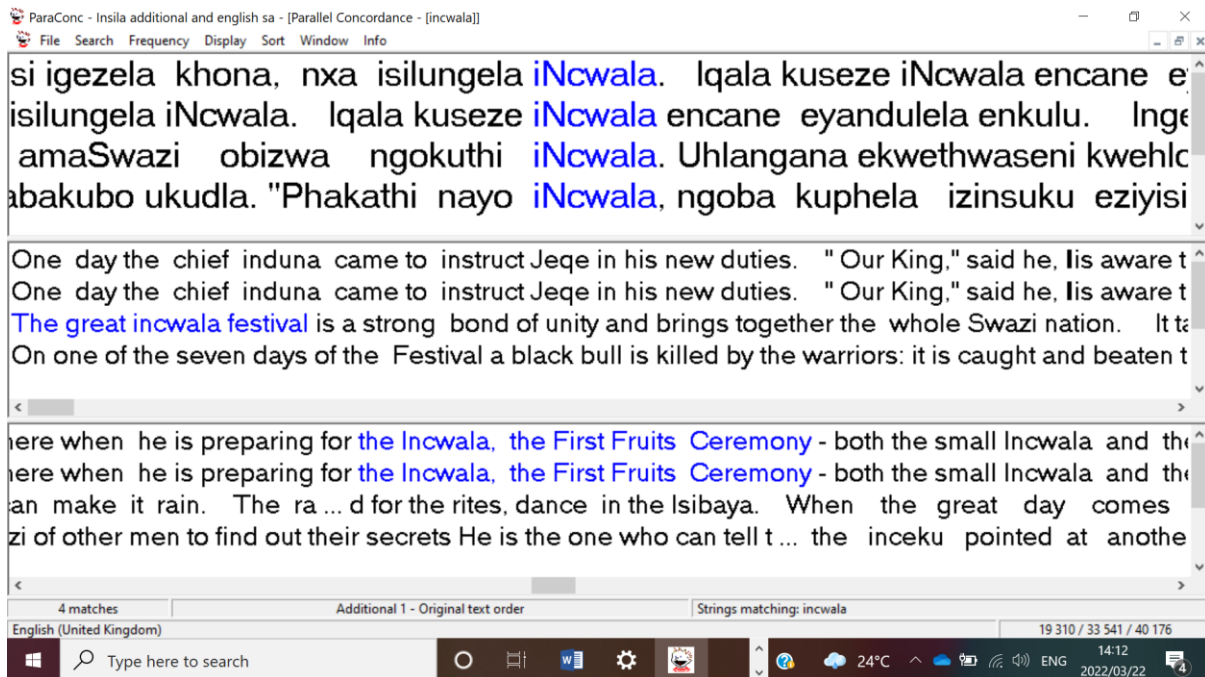 ParaConc - Insila additional and english sa - [Parallel Concordance - [incwala]]
File Search Frequency Display Sort Window Info
si igezela khona, nxa isilungela iNcwala. Iqala kuseze iNcwala encane e
isilungela iNcwala. Iqala kuseze iNcwala encane eyandulela enkulu. Inge
amaSwazi obizwa ngokuthi iNcwala. Uhlangana ekwethwaseni kwehlo
abakubo ukudla. "Phakathi nayo iNcwala, ngoba kuphela izinsuku eziyisi
One day the chief induna came to instruct Jeqe in his new duties. " Our King," said he, Iis aware t
One day the chief induna came to instruct Jeqe in his new duties. " Our King," said he, Iis aware t
The great incwala festival is a strong bond of unity and brings together the whole Swazi nation. It ta
On one of the seven days of the Festival a black bull is killed by the warriors: it is caught and beaten t
here when he is preparing for the Incwala, the First Fruits Ceremony - both the small Incwala and the
here when he is preparing for the Incwala, the First Fruits Ceremony - both the small Incwala and the
an make it rain. The ra ... d for the rites, dance in the Isibaya. When the great day comes
zi of other men to find out their secrets He is the one who can tell t ... the inceku pointed at anothe
4 matches Additional 1 - Original text order Strings matching: incwala
English (United Kingdom) 19 310 / 33 541 / 40 176
Type here to search 24°C ENG 14:12
2022/03/22 4